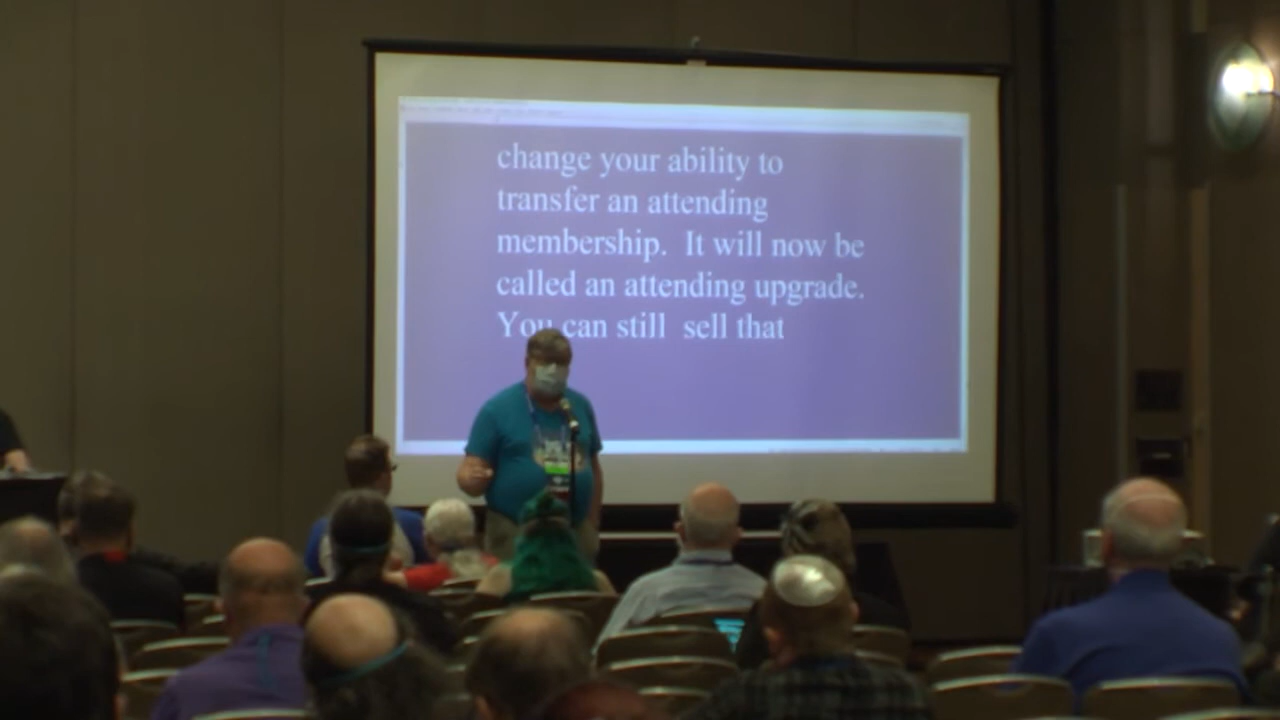 change your ability to
transfer an attending
membership.  It will now be
called an attending upgrade.
You can still  sell that